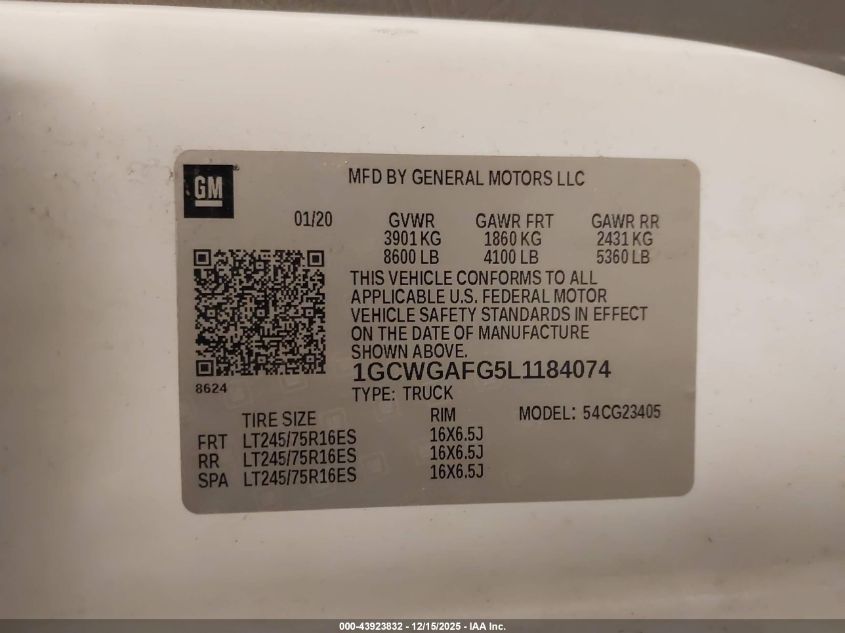 GM
MFD BY GENERAL MOTORS LLC
01/20 GVWR GAWR FRT GAWR RR
3901 KG 1860 KG 2431 KG
8600 LB 4100 LB 5360 LB
THIS VEHICLE CONFORMS TO ALL
APPLICABLE U.S. FEDERAL MOTOR
VEHICLE SAFETY STANDARDS IN EFFECT
ON THE DATE OF MANUFACTURE
SHOWN ABOVE.
1GCWGAFG5L1184074
8624
TYPE: TRUCK
TIRE SIZE RIM MODEL: 54CG23405
FRT LT245/75R16ES 16X6.5J
RR LT245/75R16ES 16X6.5J
SPA LT245/75R16ES 16X6.5J
000-43923832 - 12/15/2025 - IAA Inc.